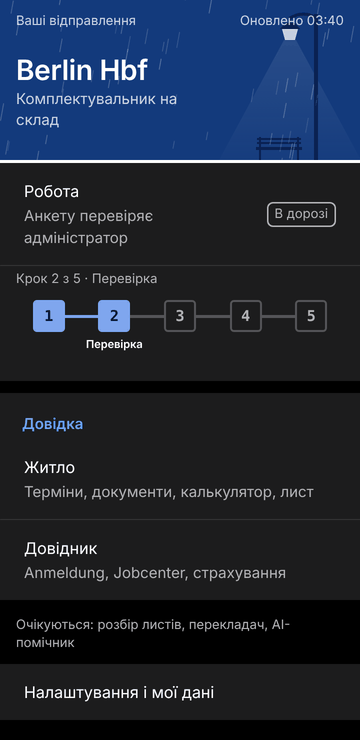 Ваші відправлення
Оновлено 03:40
Berlin Hbf
Комплектувальник на
склад
Робота
Анкету перевіряє
адміністратор
В дорозі
Крок 2 з 5 · Перевірка
1 2 3 4 5
Перевірка
Довідка
Житло
Терміни, документи, калькулятор, лист
Довідник
Anmeldung, Jobcenter, страхування
Очікуються: розбір листів, перекладач, AI-
помічник
Налаштування і мої дані